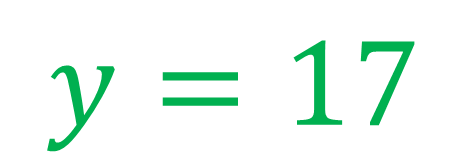 y = 17